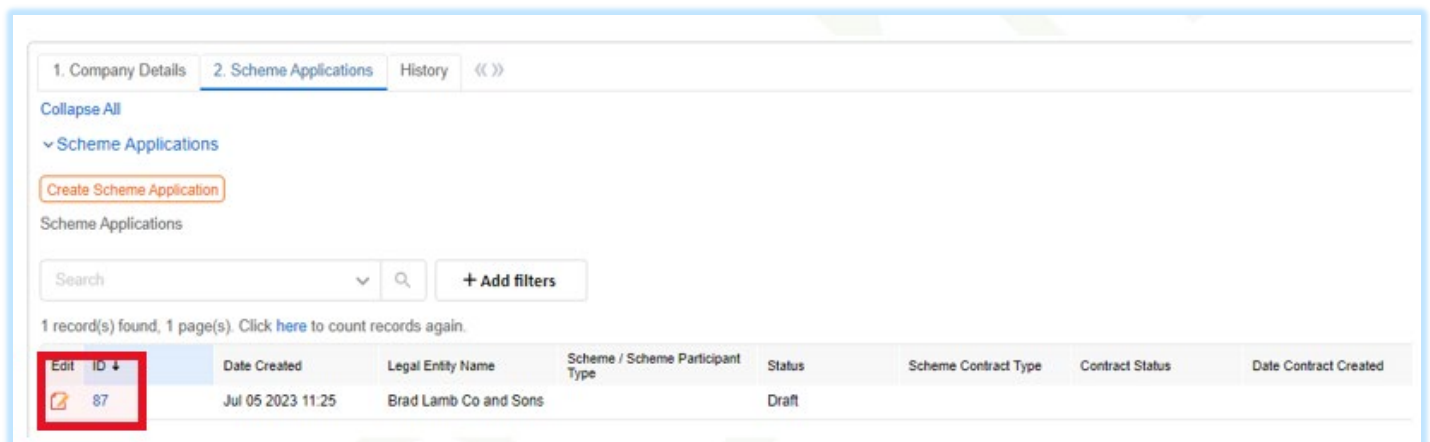 1. Company Details 2. Scheme Applications History
Collapse All
Scheme Applications
Create Scheme Application
Scheme Applications
Search + Add filters
1 record(s) found, 1 page(s). Click here to count records again.
Edit ID Date Created Legal Entity Name Scheme / Scheme Participant Type Status Scheme Contract Type Contract Status Date Contract Created
87 Jul 05 2023 11:25 Brad Lamb Co and Sons Draft